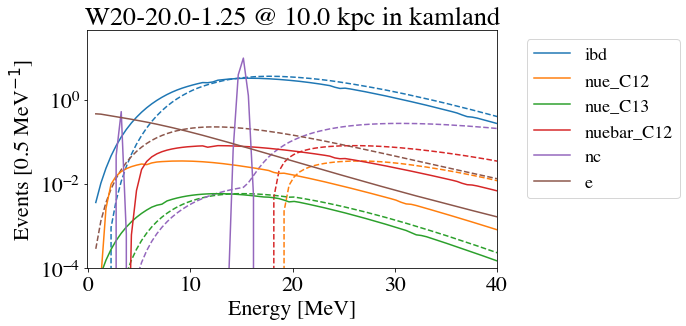 W20-20.0-1.25 @ 10.0 kpc in kamland
Events [0.5 MeV⁻¹]
10⁰
10⁻²
10⁻⁴
0 10 20 30 40
Energy [MeV]
ibd
nue_C12
nue_C13
nuebar_C12
nc
e